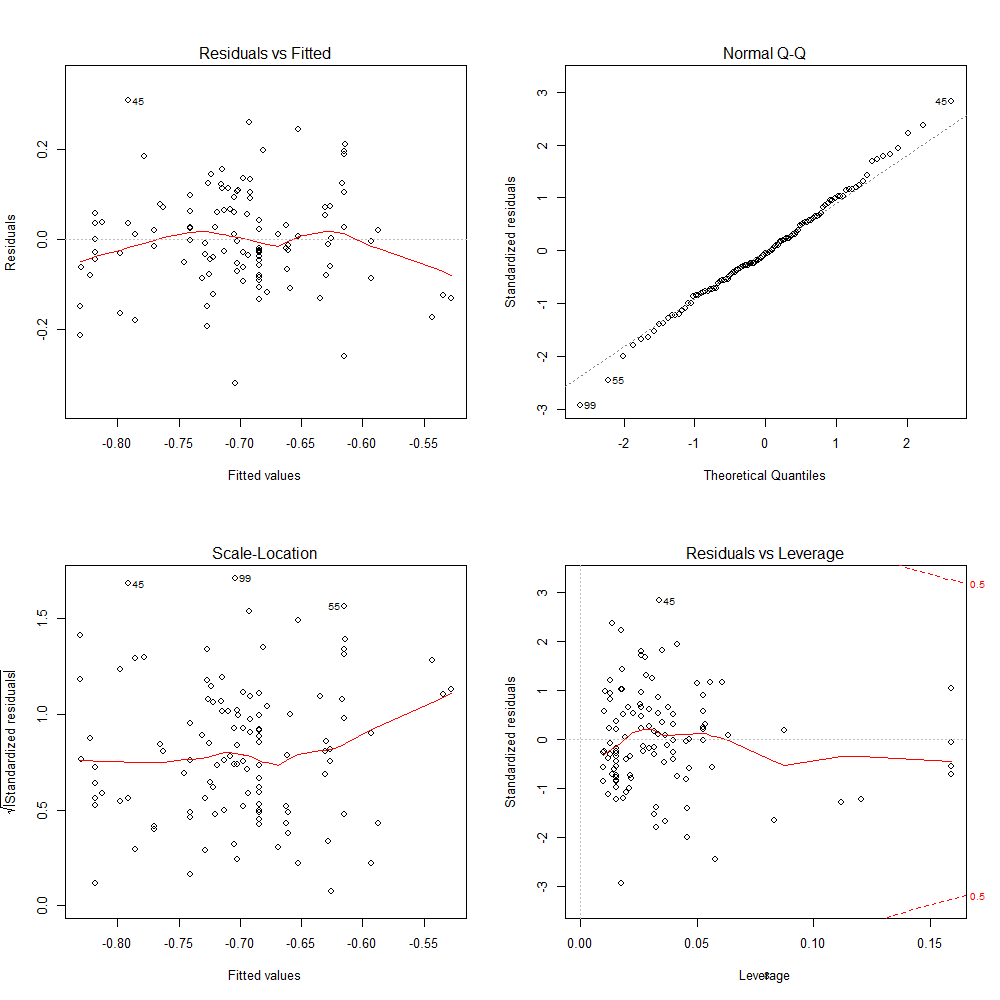 Residuals vs Fitted
Residuals
0.2
0.0
-0.2
45
-0.80 -0.75 -0.70 -0.65 -0.60 -0.55
Fitted values
Normal Q-Q
Standardized residuals
3
2
1
0
-1
-2
-3
45
55
99
-2 -1 0 1 2
Theoretical Quantiles
Scale-Location
√|Standardized residuals|
1.5
1.0
0.5
0.0
45
99
55
-0.80 -0.75 -0.70 -0.65 -0.60 -0.55
Fitted values
Residuals vs Leverage
Standardized residuals
3
2
1
0
-1
-2
-3
45
0.5
0.5
0.00 0.05 0.10 0.15
Leverage